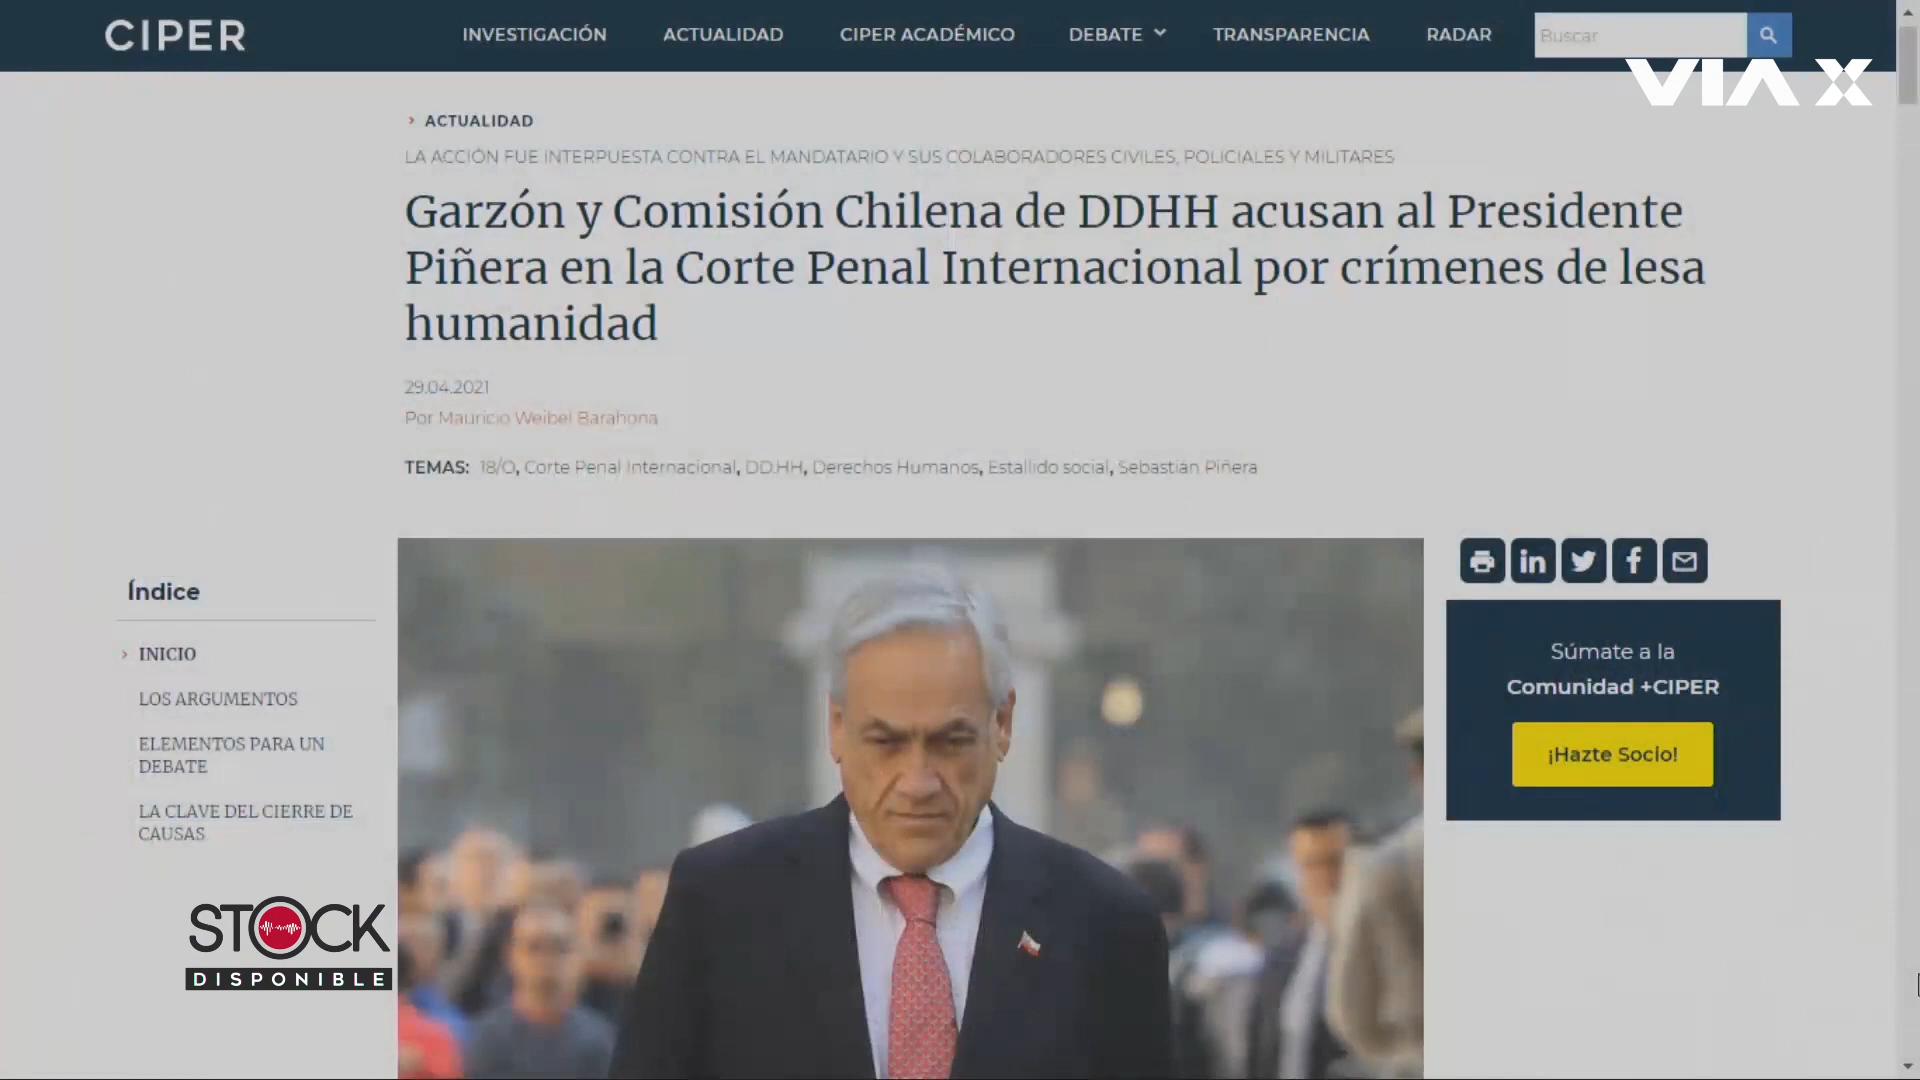 CIPER
INVESTIGACIÓN
ACTUALIDAD
CIPER ACADÉMICO
DEBATE
TRANSPARENCIA
RADAR
Buscar
VIA X
ACTUALIDAD
LA ACCIÓN FUE INTERPUESTA CONTRA EL MANDATARIO Y SUS COLABORADORES CIVILES, POLICIALES Y MILITARES
Garzón y Comisión Chilena de DDHH acusan al Presidente
Piñera en la Corte Penal Internacional por crímenes de lesa
humanidad
29.04.2021
Por Mauricio Weibel Barahona
TEMAS: 18/O, Corte Penal Internacional, DD.HH, Derechos Humanos, Estallido social, Sebastián Piñera
Índice
INICIO
LOS ARGUMENTOS
ELEMENTOS PARA UN
DEBATE
LA CLAVE DEL CIERRE DE
CAUSAS
Súmate a la
Comunidad +CIPER
¡Hazte Socio!
STOCK
DISPONIBLE